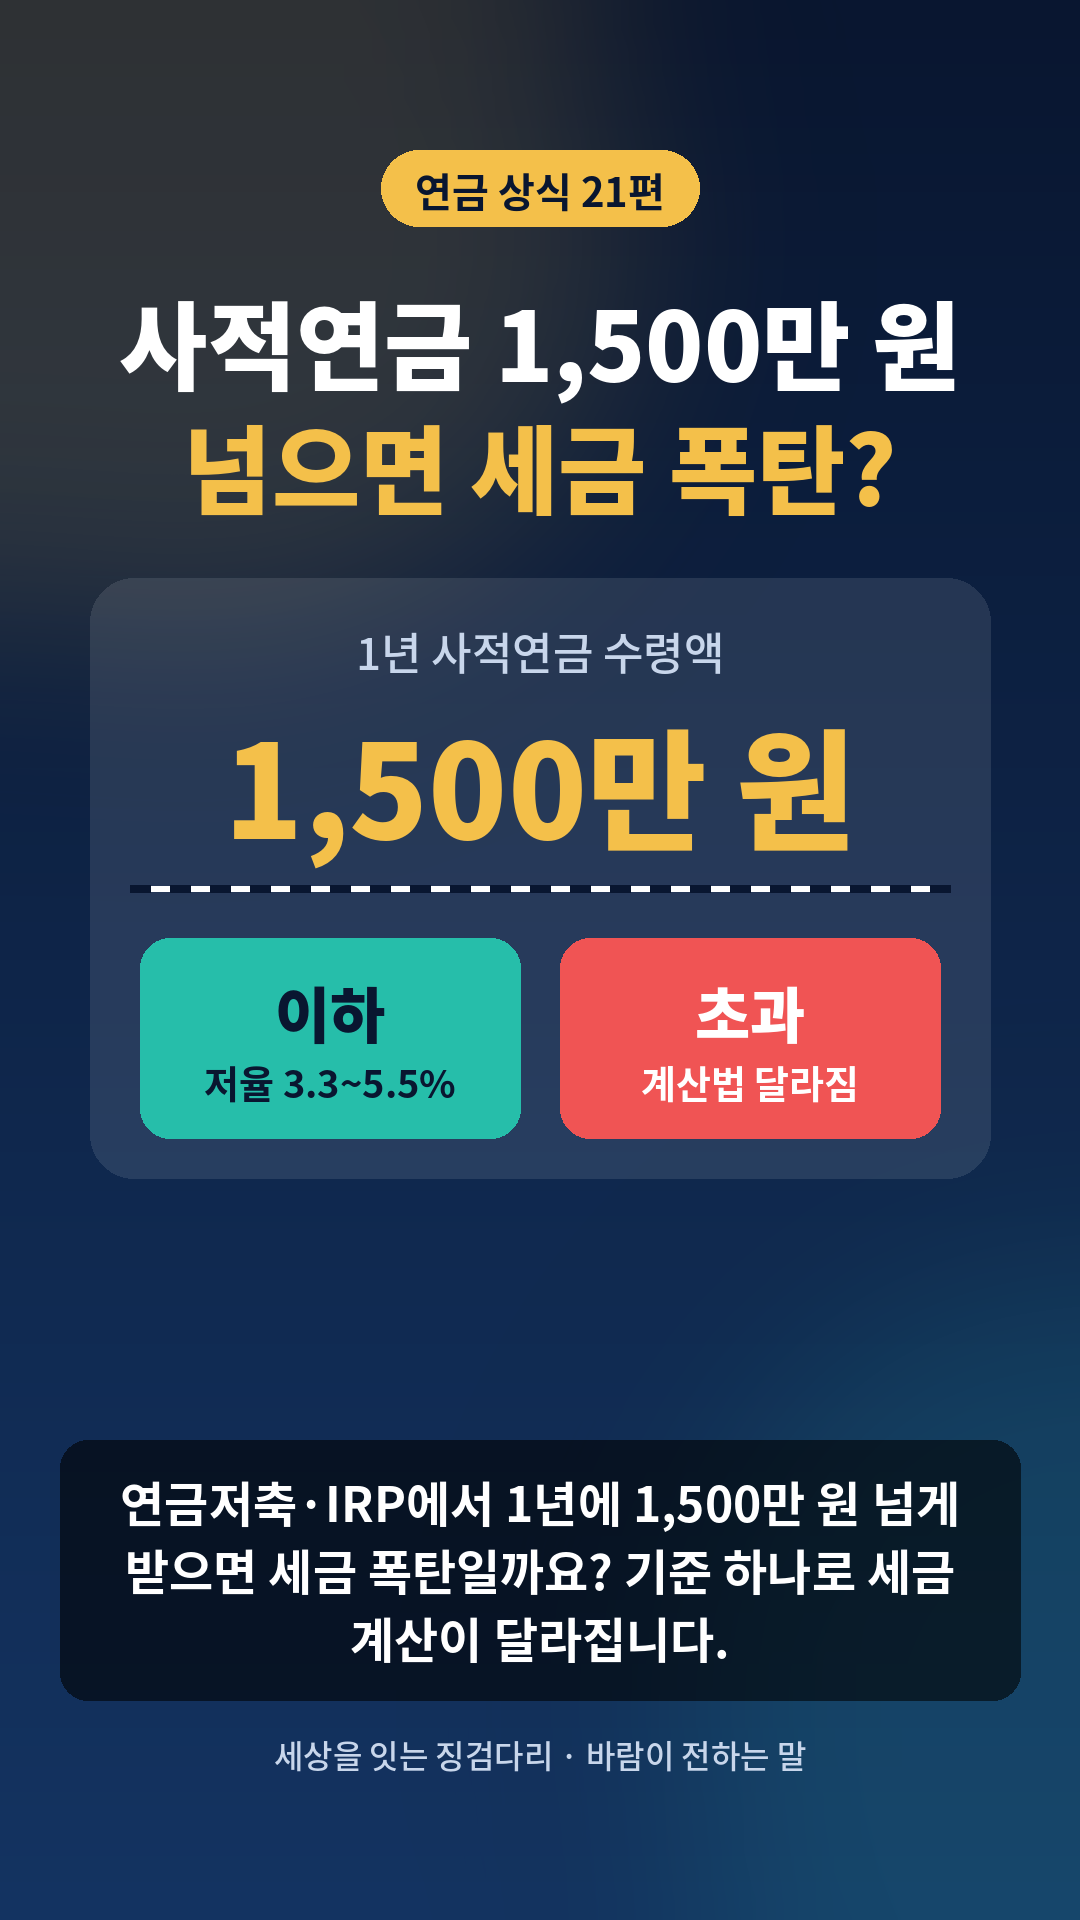 연금 상식 21편
사적연금 1,500만 원
넘으면 세금 폭탄?
1년 사적연금 수령액
1,500만 원
이하
저율 3.3~5.5%
초과
계산법 달라짐
연금저축·IRP에서 1년에 1,500만 원 넘게
받으면 세금 폭탄일까요? 기준 하나로 세금
계산이 달라집니다.
세상을 잇는 징검다리 · 바람이 전하는 말